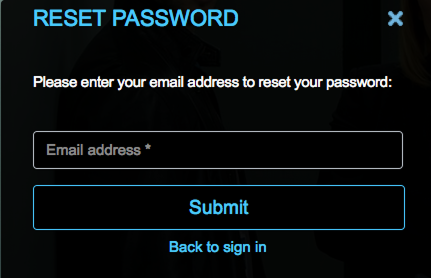 RESET PASSWORD
Please enter your email address to reset your password:
Email address *
Submit
Back to sign in